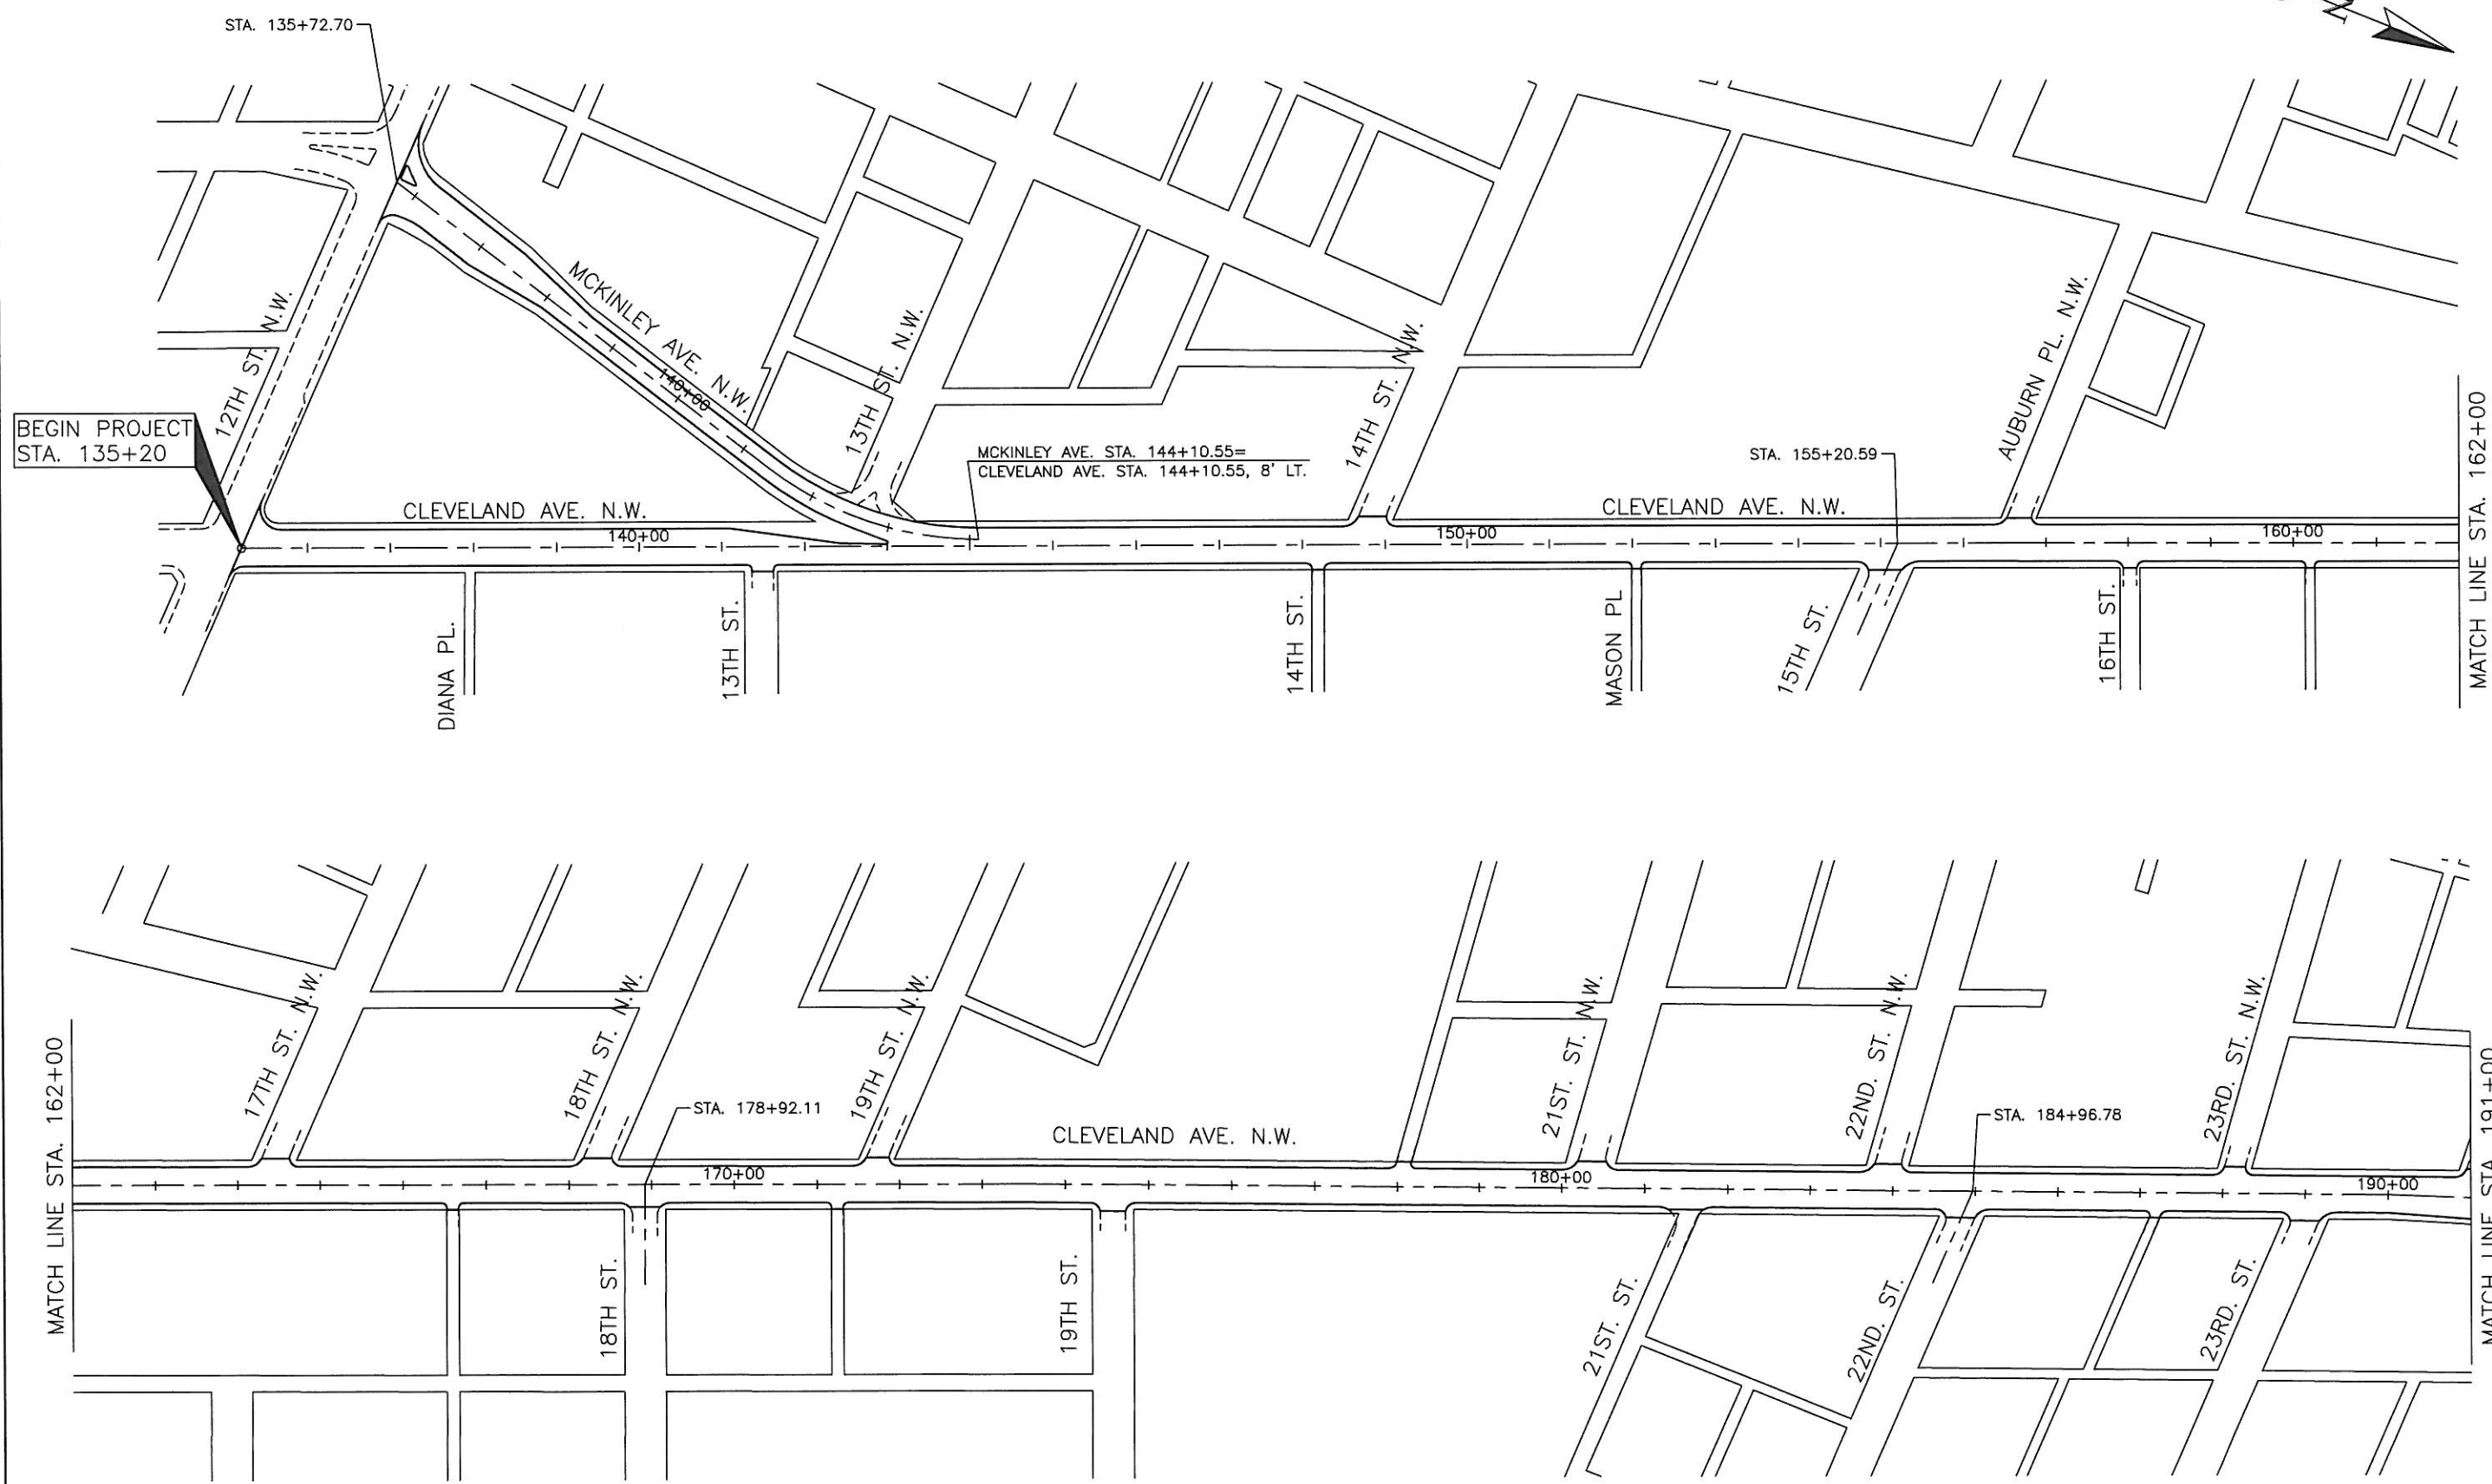 STA. 135+72.70
N
12TH ST. N.W.
BEGIN PROJECT
STA. 135+20
MCKINLEY AVE. N.W.
140+00
13TH ST. N.W.
MCKINLEY AVE. STA. 144+10.55=
CLEVELAND AVE. STA. 144+10.55, 8' LT.
14TH ST. N.W.
STA. 155+20.59
AUBURN PL. N.W.
MATCH LINE STA. 162+00
CLEVELAND AVE. N.W.
CLEVELAND AVE. N.W.
140+00
150+00
160+00
DIANA PL.
13TH ST.
14TH ST.
MASON PL
15TH ST.
16TH ST.
MATCH LINE STA. 162+00
17TH ST. N.W.
18TH ST. N.W.
STA. 178+92.11
19TH ST. N.W.
CLEVELAND AVE. N.W.
21ST. ST. N.W.
22ND. ST. N.W.
STA. 184+96.78
23RD. ST. N.W.
MATCH LINE STA. 191+00
170+00
180+00
190+00
18TH ST.
19TH ST.
21ST. ST.
22ND. ST.
23RD. ST.